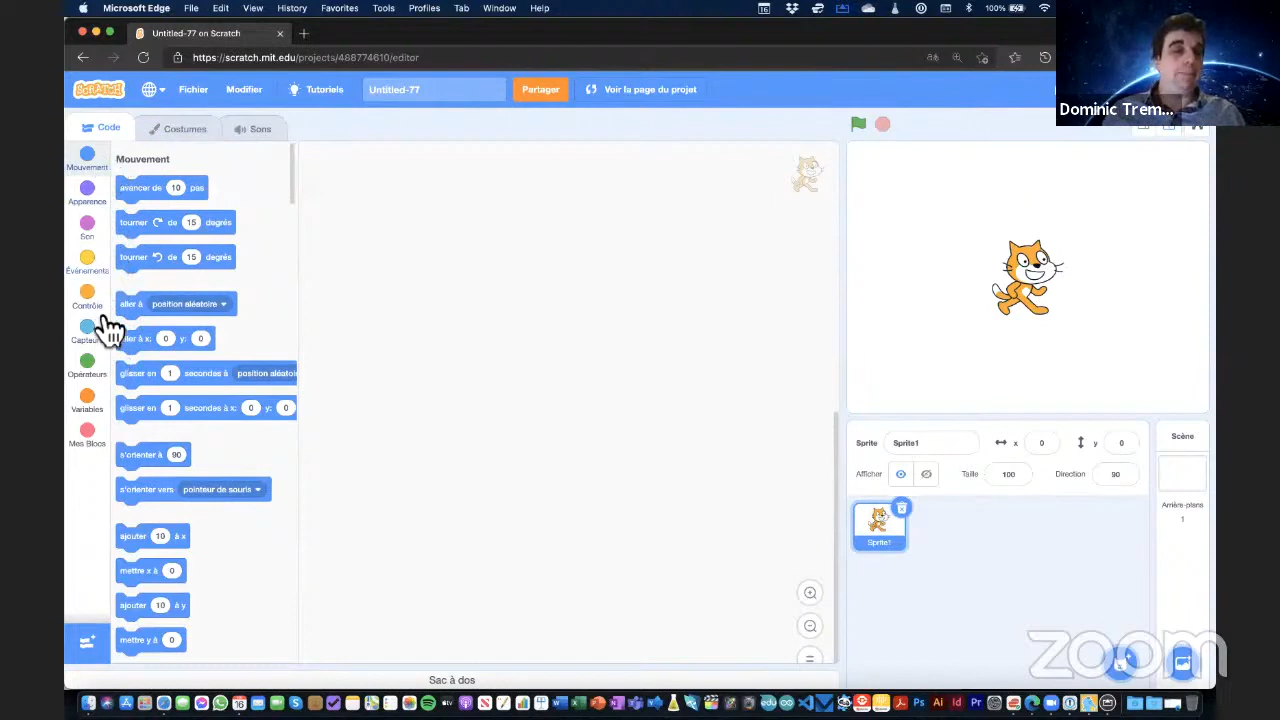 Microsoft Edge File Edit View History Favorites Tools Profiles Tab Window Help 100%
Untitled-77 on Scratch
https://scratch.mit.edu/projects/468774610/editor
SCRATCH Fichier Modifier Tutoriels Untitled-77 Partager Voir la page du projet
Dominic Trem...
Code Costumes Sons
Mouvement
Apparence
Son
Événements
Contrôle
Capteurs
Opérateurs
Variables
Mes Blocs
Mouvement
avancer de 10 pas
tourner de 15 degrés
tourner de 15 degrés
aller à position aléatoire
aller à x: 0 y: 0
glisser en 1 secondes à position aléatoire
glisser en 1 secondes à x: 0 y: 0
s'orienter à 90
s'orienter vers pointeur de souris
ajouter 10 à x
mettre x à 0
ajouter 10 à y
mettre y à 0
Sprite Sprite1 x 0 y 0
Afficher Taille 100 Direction 90
Sprite1
Scène
Arrière-plans
1
Sac à dos
zoom